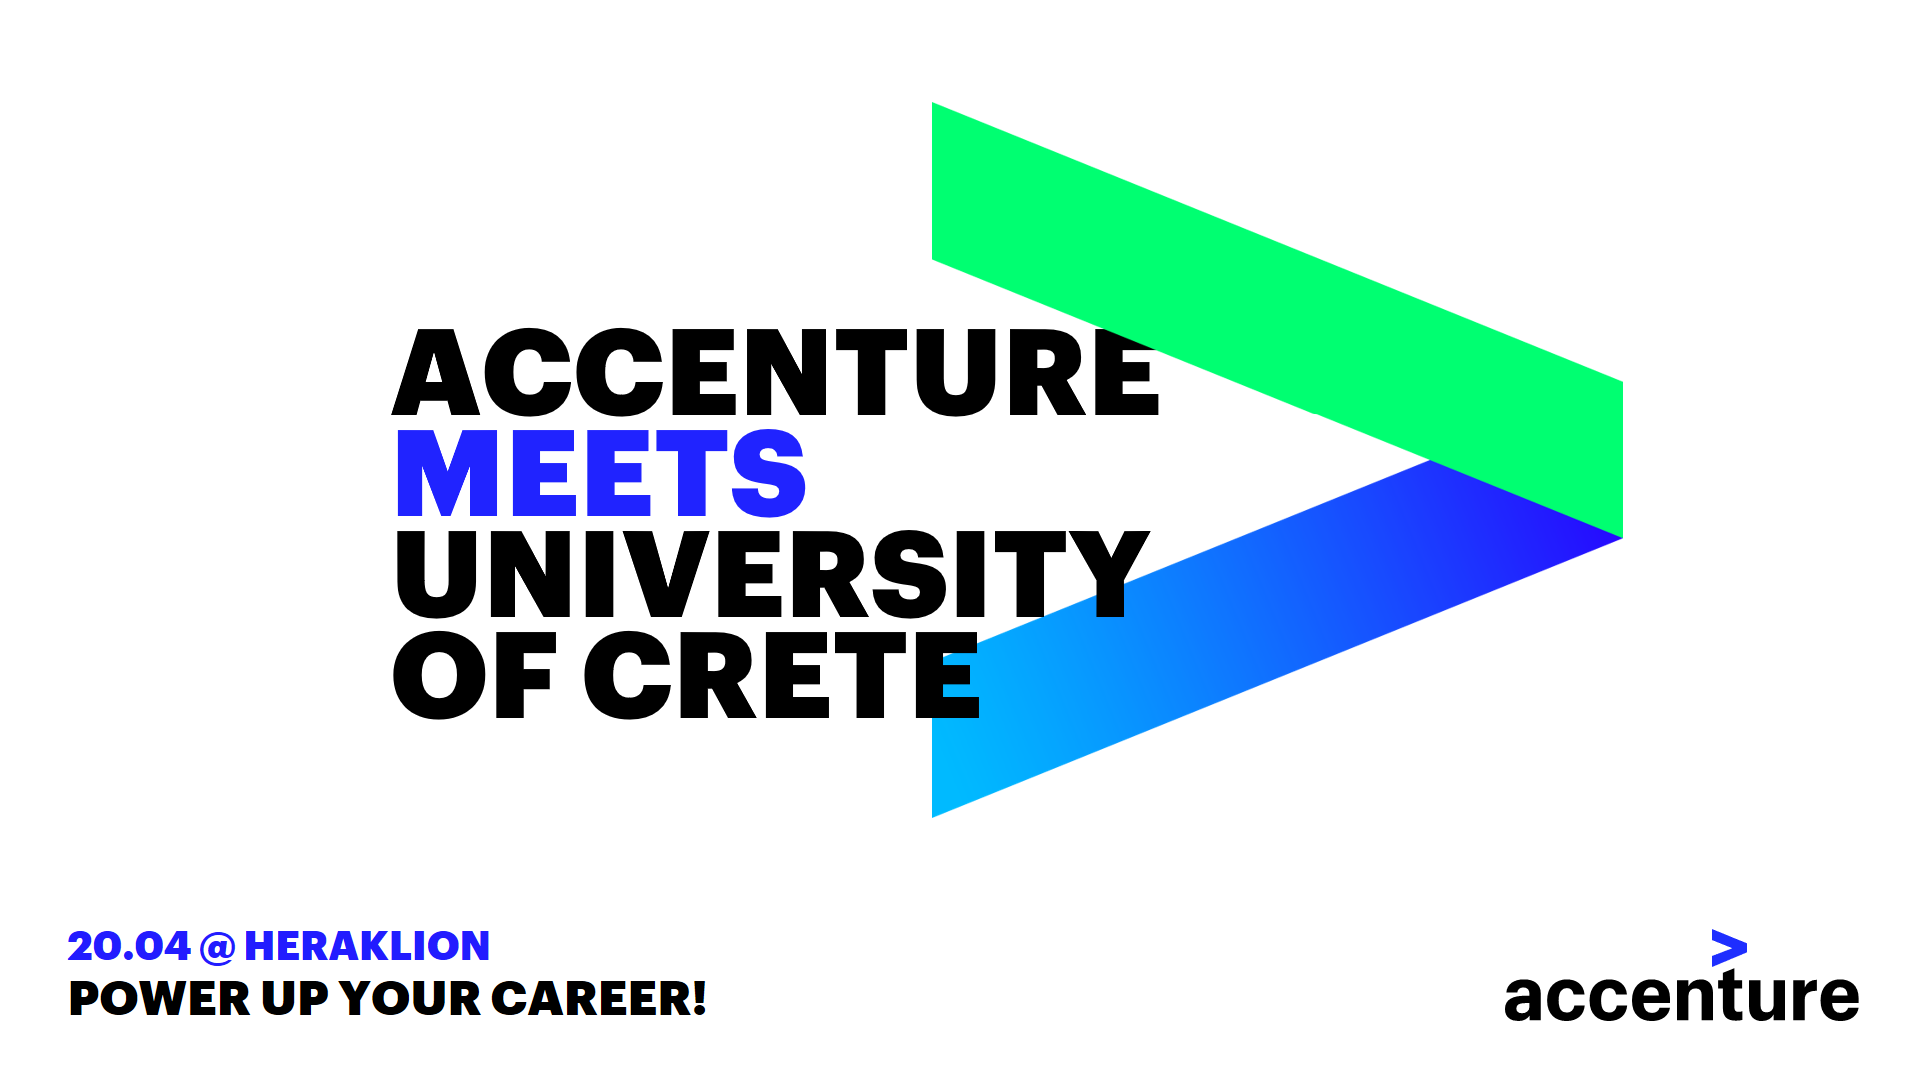 ACCENTURE
MEETS
UNIVERSITY
OF CRETE
20.04 @ HERAKLION
POWER UP YOUR CAREER!
>
accenture